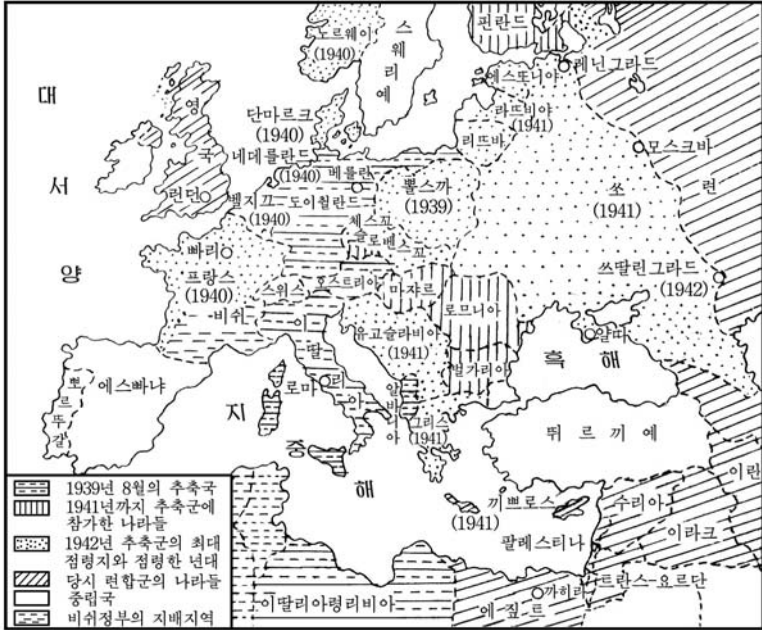 노르웨이
(1940)
스웨리예
핀란드
레닌그라드
에스또니야
라뜨비야
(1941)
리뜨바
모스크바
대서양
영국
런던
단마르크
(1940)
네데를란드
(1940)
베를린
벨지끄
(1940)
도이췰란드
뽈스까
(1939)
쏘련
(1941)
체스꼬
슬로벤스꼬
쓰딸린그라드
(1942)
빠리
프랑스
(1940)
비쉬
스위스
오스트리아
마쟈르
로므니아
이딸리아
유고슬라비아
(1941)
벌가리아
얄따
흑해
뽀르뚜갈
에스빠냐
로마
알바니아
그리스
(1941)
지중해
뛰르끼예
끼쁘로스
(1941)
수리아
이란
이라크
팔레스티나
트란스-요르단
까히라
에짚트
이딸리아령리비아
1939년 8월의 추축국
1941년까지 추축군에
참가한 나라들
1942년 추축군의 최대
점령지와 점령한 년대
당시 련합군의 나라들
중립국
비쉬정부의 지배지역